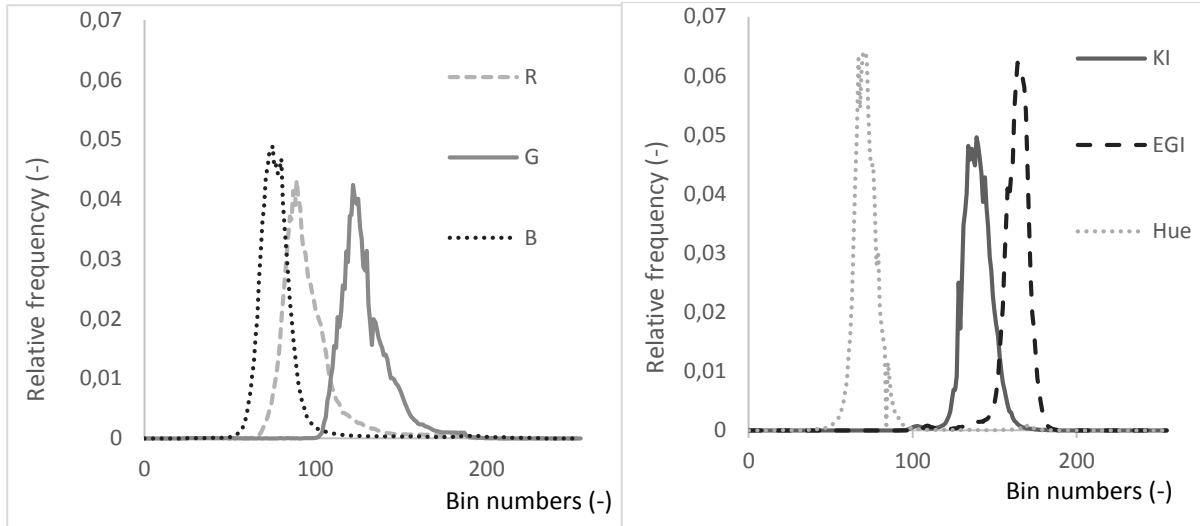 0,07
0,06
0,05
0,04
0,03
0,02
0,01
0
Relative frequencyy (-)
0
100
200
Bin numbers (-)
R
G
B
0,07
0,06
0,05
0,04
0,03
0,02
0,01
0
Relative frequency (-)
0
100
200
Bin numbers (-)
KI
EGI
Hue